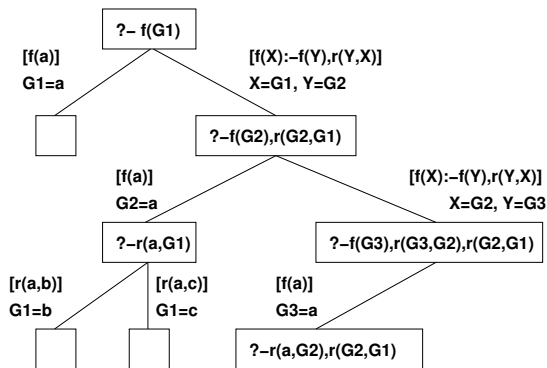 ?− f(G1)
[f(a)]
G1=a
[f(X):−f(Y),r(Y,X)]
X=G1, Y=G2
?−f(G2),r(G2,G1)
[f(a)]
G2=a
[f(X):−f(Y),r(Y,X)]
X=G2, Y=G3
?−r(a,G1)
?−f(G3),r(G3,G2),r(G2,G1)
[r(a,b)]
G1=b
[r(a,c)]
G1=c
[f(a)]
G3=a
?−r(a,G2),r(G2,G1)